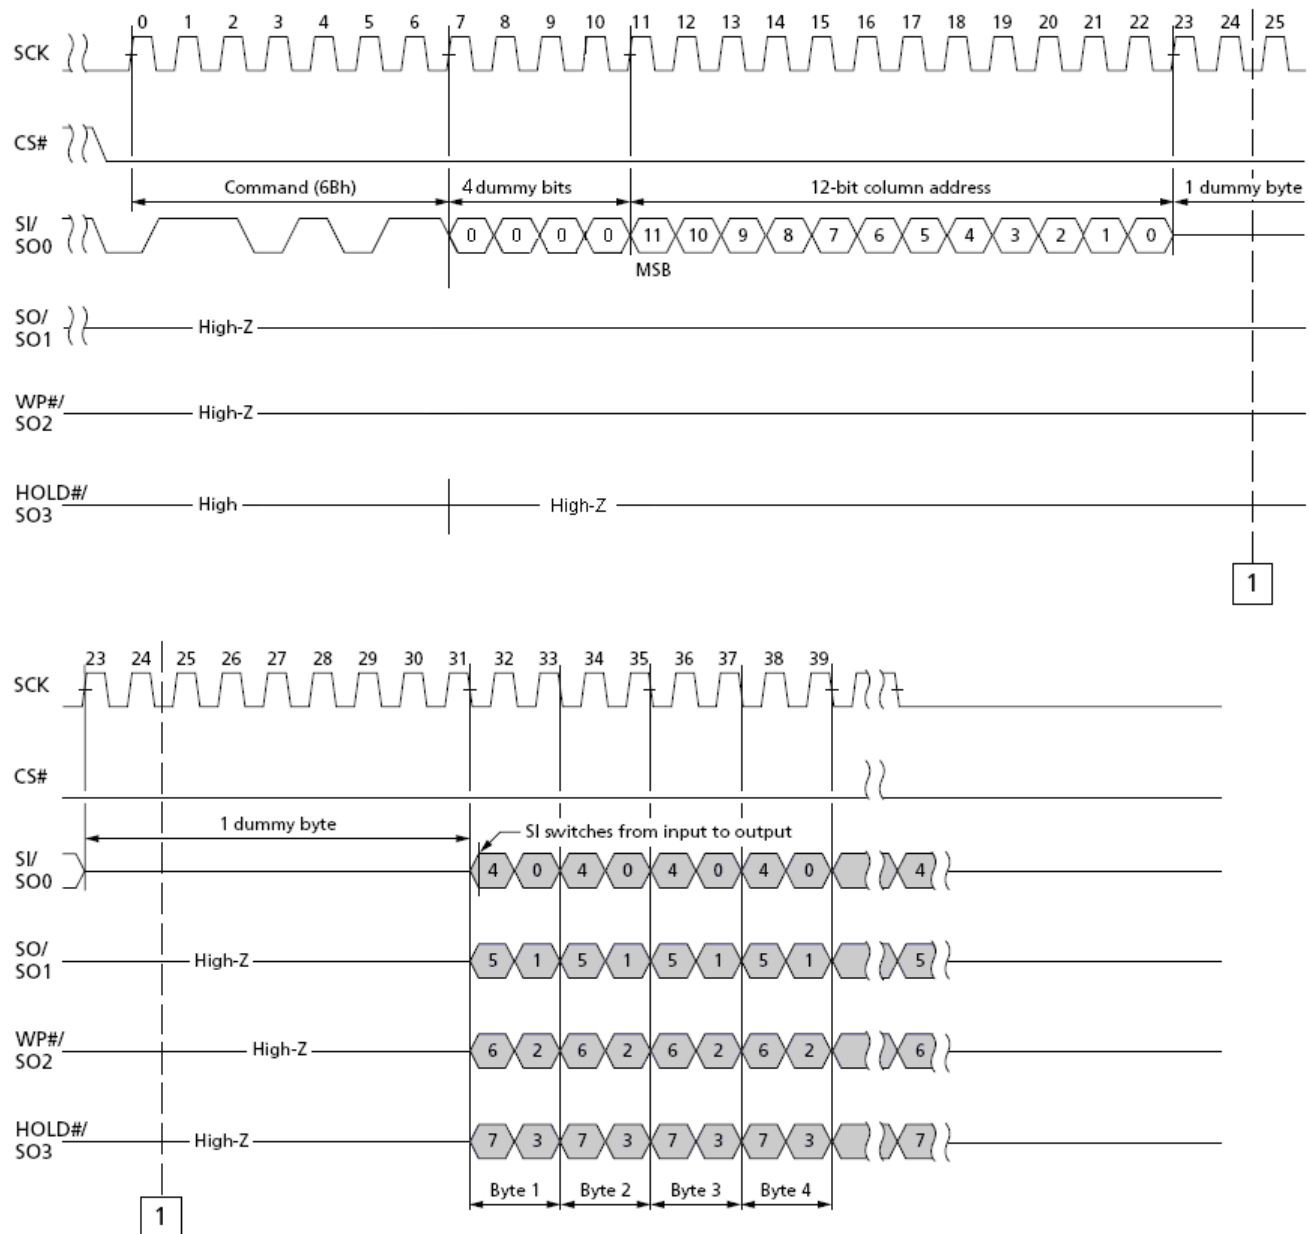 0 1 2 3 4 5 6 7 8 9 10 11 12 13 14 15 16 17 18 19 20 21 22 23 24 25
SCK
CS#
Command (6Bh) 4 dummy bits 12-bit column address 1 dummy byte
SI/
SO0
0 0 0 0 11 10 9 8 7 6 5 4 3 2 1 0
MSB
SO/
SO1
High-Z
WP#/
SO2
High-Z
HOLD#/
SO3
High High-Z
1
23 24 25 26 27 28 29 30 31 32 33 34 35 36 37 38 39
SCK
CS#
1 dummy byte
SI switches from input to output
SI/
SO0
4 0 4 0 4 0 4 0 4
SO/
SO1
High-Z 5 1 5 1 5 1 5 1 5
WP#/
SO2
High-Z 6 2 6 2 6 2 6 2 6
HOLD#/
SO3
High-Z 7 3 7 3 7 3 7 3 7
Byte 1 Byte 2 Byte 3 Byte 4
1